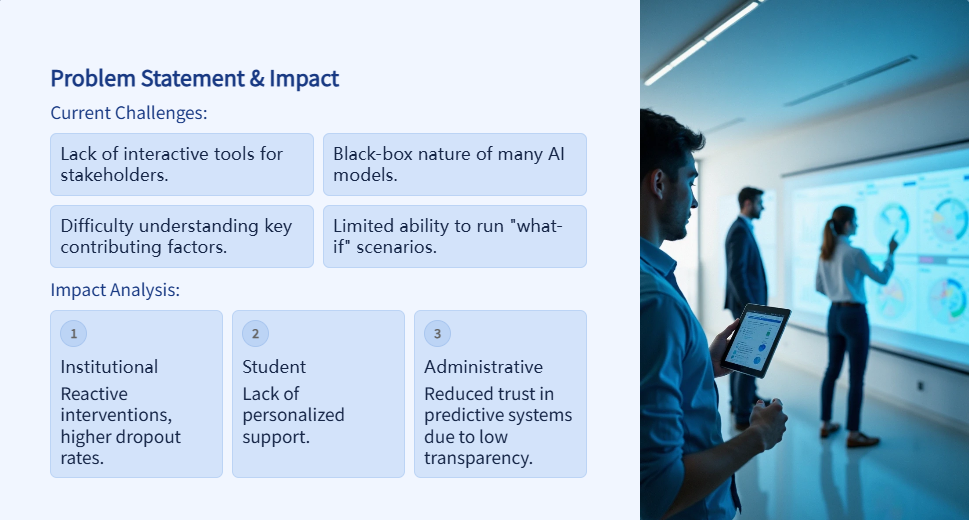 Problem Statement & Impact
Current Challenges:
Lack of interactive tools for
stakeholders.
Black-box nature of many AI
models.
Difficulty understanding key
contributing factors.
Limited ability to run "what-
if" scenarios.
Impact Analysis:
1
Institutional
Reactive
interventions,
higher dropout
rates.
2
Student
Lack of
personalized
support.
3
Administrative
Reduced trust in
predictive systems
due to low
transparency.